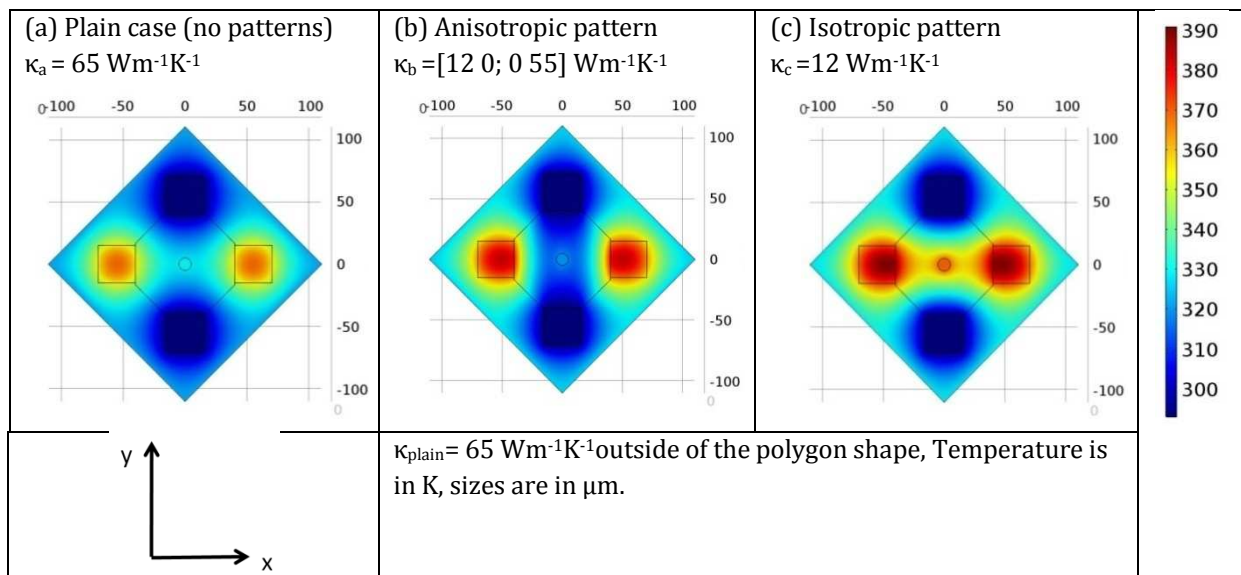 (a) Plain case (no patterns)
κa = 65 Wm-1K-1
0-100 -50 0 50 100
100
50
0
-50
-100
0
(b) Anisotropic pattern
κb =[12 0; 0 55] Wm-1K-1
0-100 -50 0 50 100
100
50
0
-50
-100
0
(c) Isotropic pattern
κc =12 Wm-1K-1
0-100 -50 0 50 100
100
50
0
-50
-100
0
390
380
370
360
350
340
330
320
310
300
y
x
κplain= 65 Wm-1K-1outside of the polygon shape, Temperature is
in K, sizes are in μm.